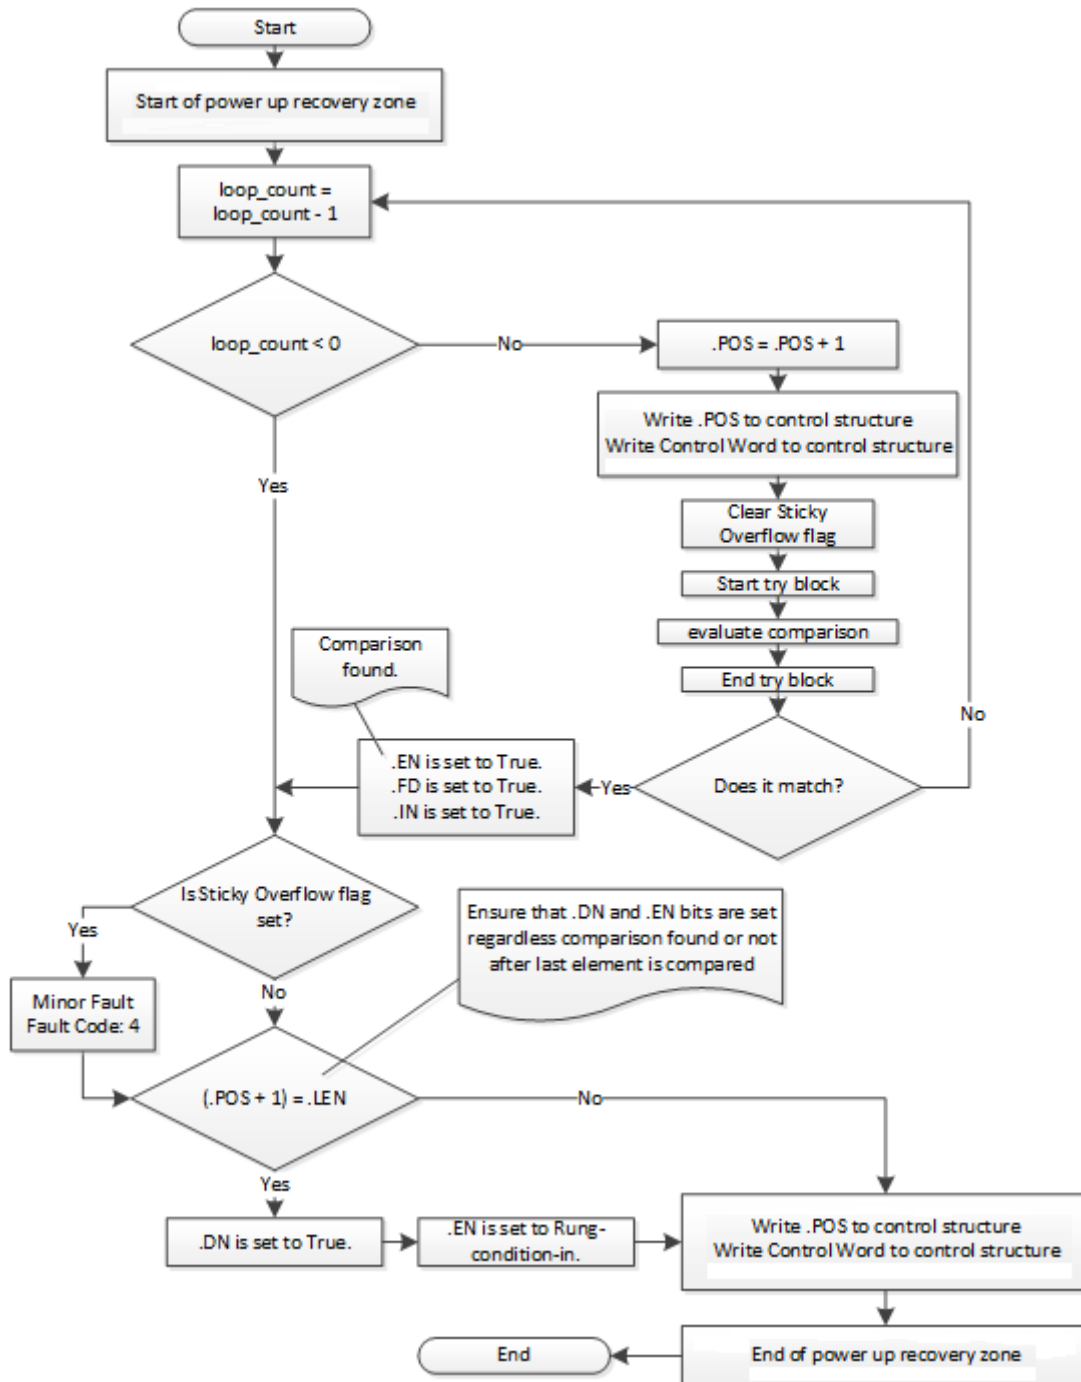 Start
Start of power up recovery zone
loop_count =
loop_count - 1
loop_count < 0
No
.POS = .POS + 1
Write .POS to control structure
Write Control Word to control structure
Yes
Clear Sticky
Overflow flag
Start try block
evaluate comparison
End try block
Comparison
found.
No
.EN is set to True.
.FD is set to True.
.IN is set to True.
Yes
Does it match?
Is Sticky Overflow flag
set?
Yes
Ensure that .DN and .EN bits are set
regardless comparison found or not
after last element is compared
No
Minor Fault
Fault Code: 4
(.POS + 1) = .LEN
No
Yes
.DN is set to True.
.EN is set to Rung-
condition-in.
Write .POS to control structure
Write Control Word to control structure
End
End of power up recovery zone